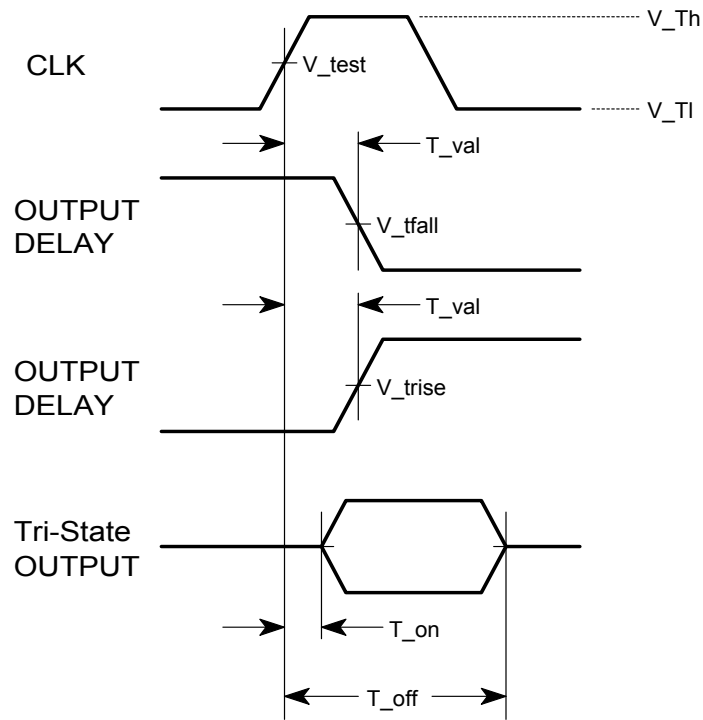 V_Th
CLK
V_test
V_Tl
T_val
OUTPUT
DELAY
V_tfall
T_val
OUTPUT
DELAY
V_trise
Tri-State
OUTPUT
T_on
T_off